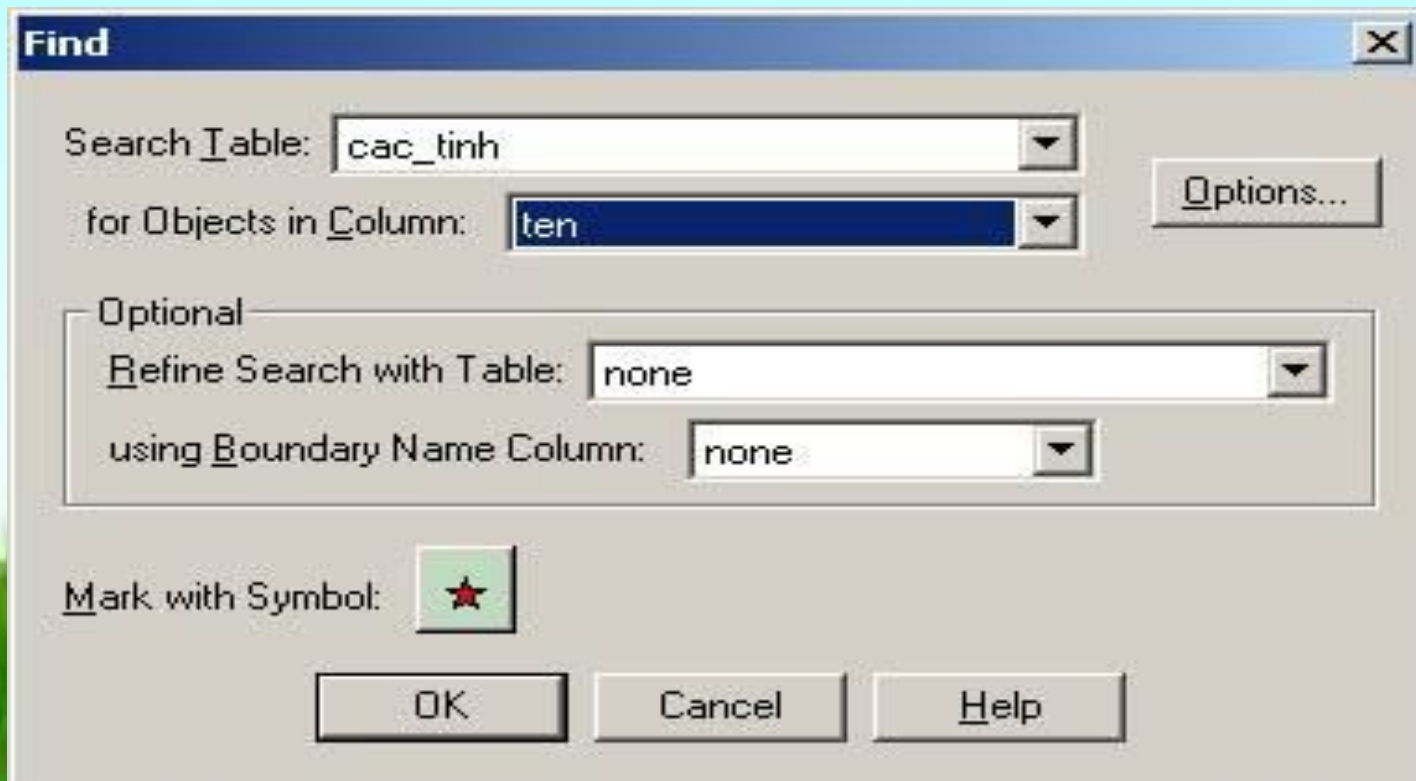 Find
Search Table: cac_tinh
Options...
for Objects in Column: ten
Optional
Refine Search with Table: none
using Boundary Name Column: none
Mark with Symbol:
OK Cancel Help